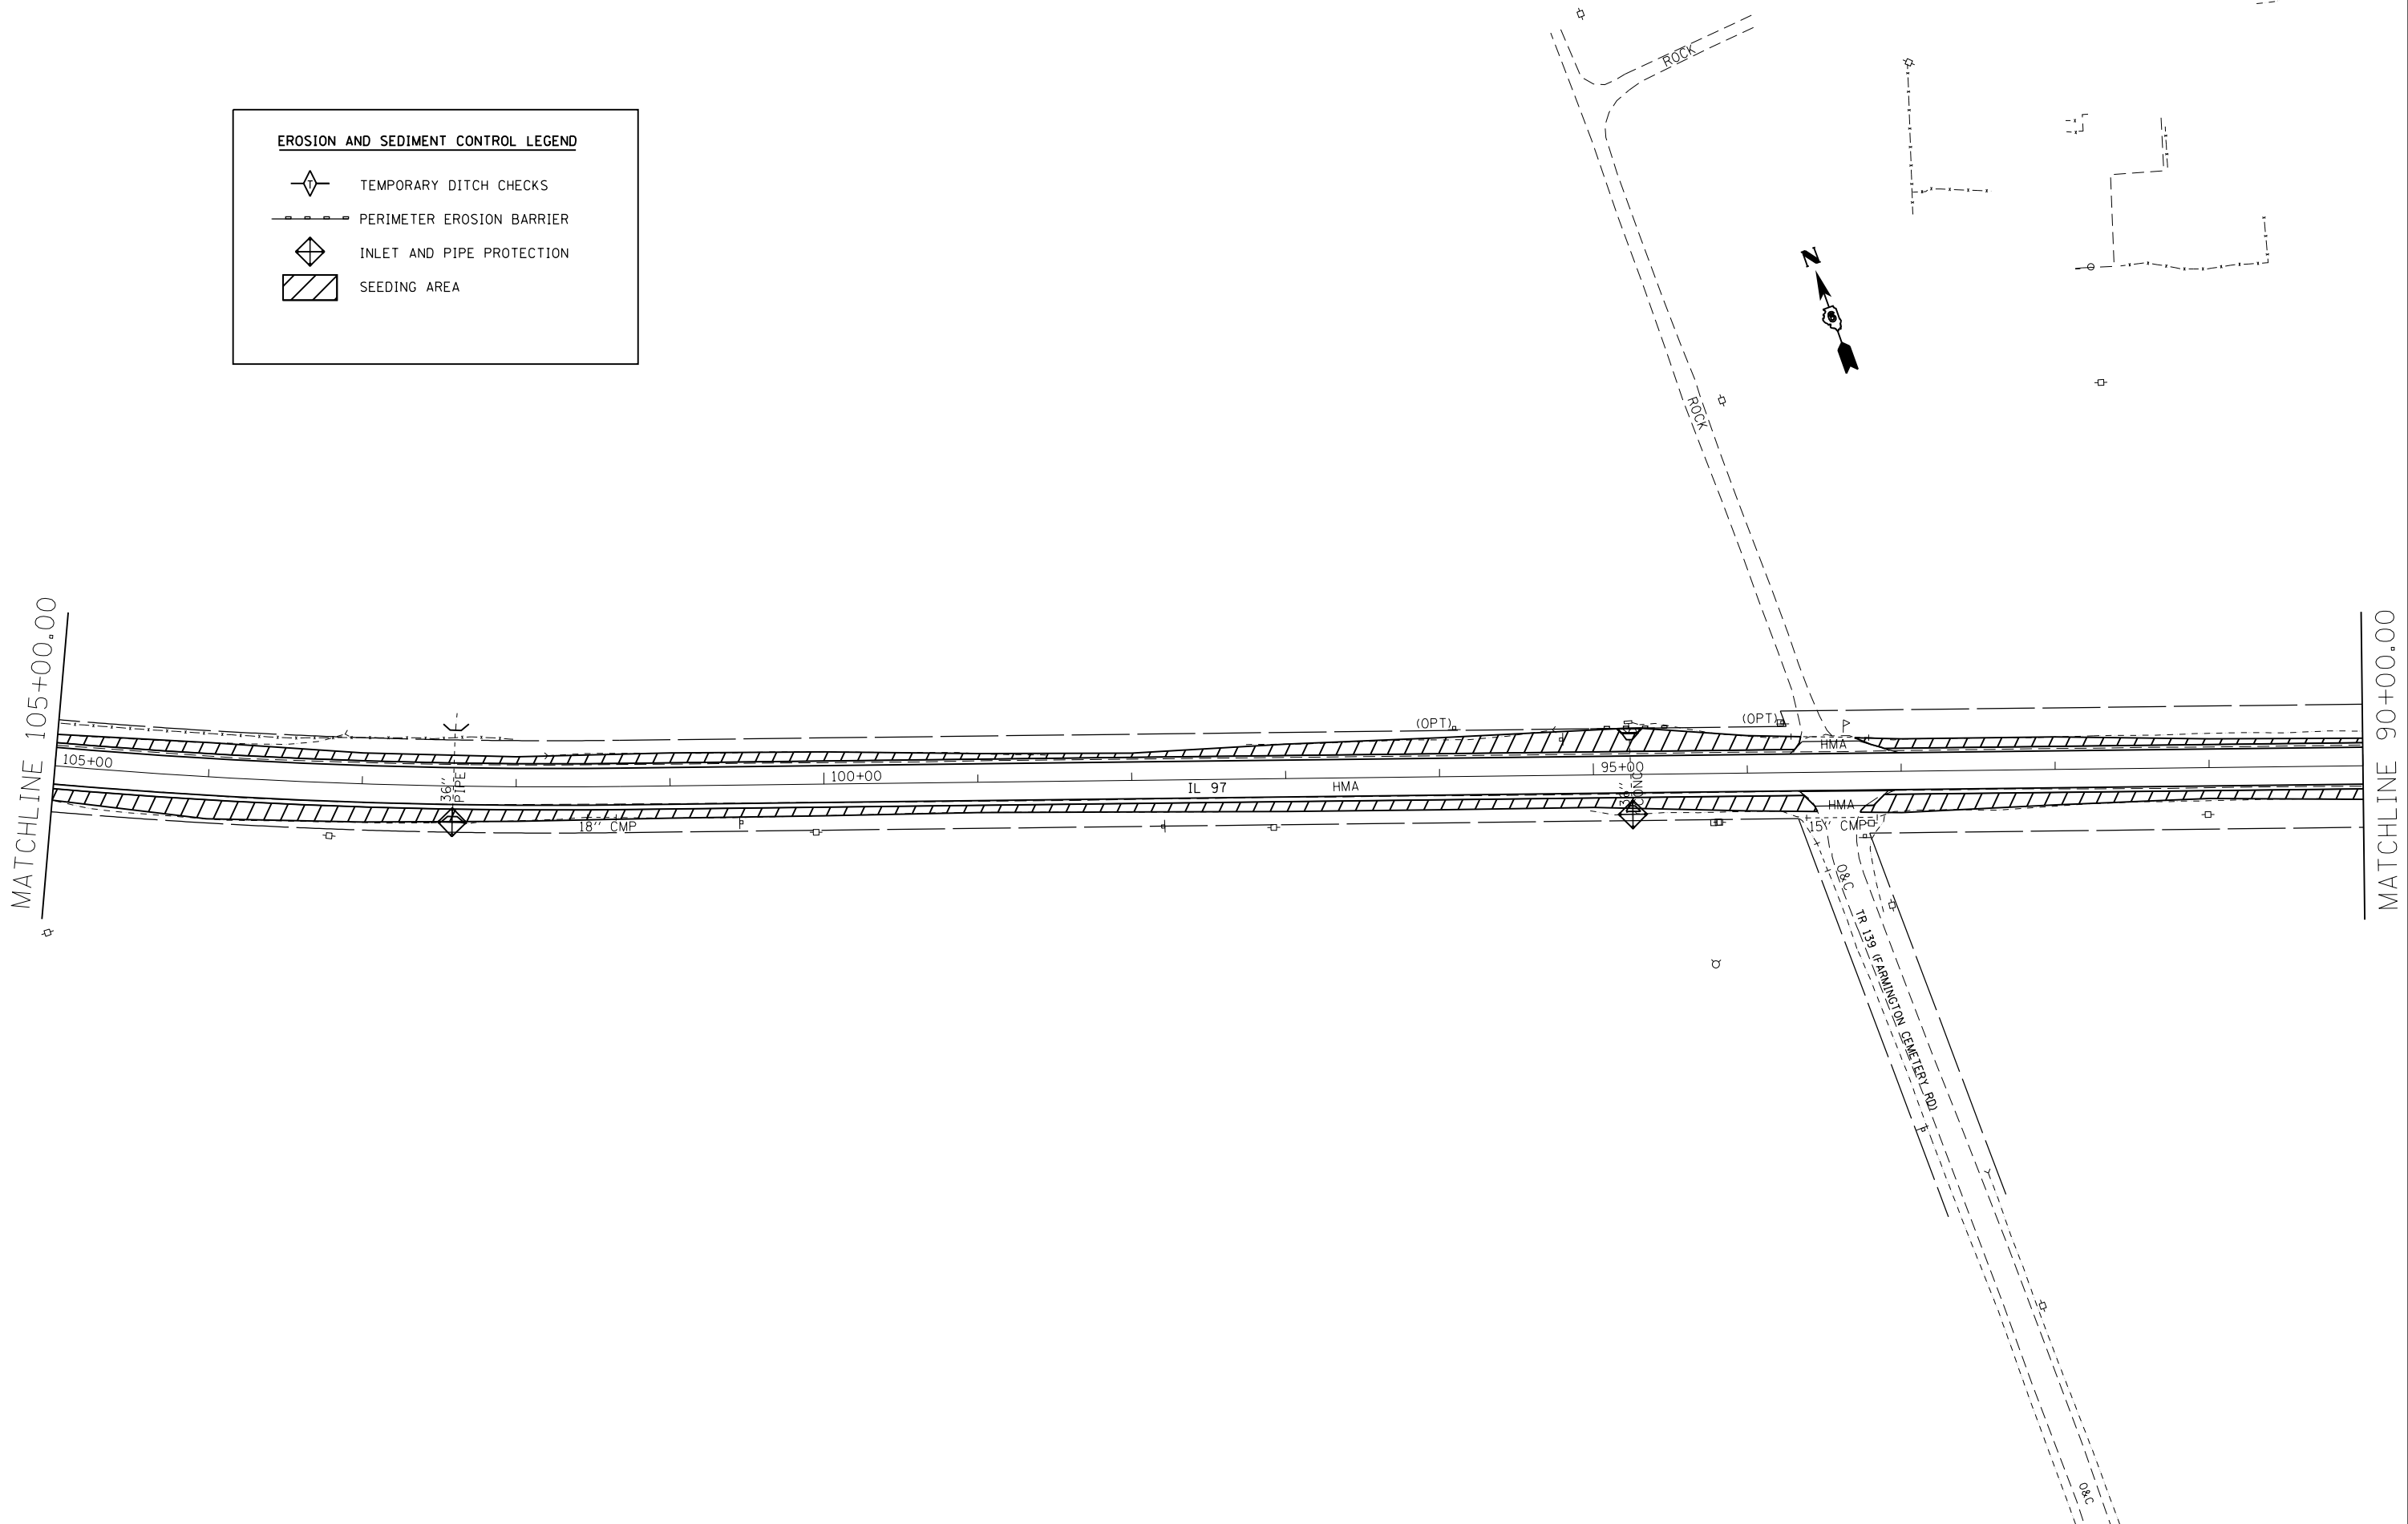 EROSION AND SEDIMENT CONTROL LEGEND
T
TEMPORARY DITCH CHECKS
PERIMETER EROSION BARRIER
INLET AND PIPE PROTECTION
SEEDING AREA
ROCK
N
ROCK
MATCHLINE 105+00.00
MATCHLINE 90+00.00
(OPT)
(OPT)
HMA
105+00
100+00
95+00
36"
PIPE
IL 97
HMA
CONC
HMA
18" CMP
15" CMP
O&C
TR 139 (FARMINGTON CEMETERY RD)
O&C